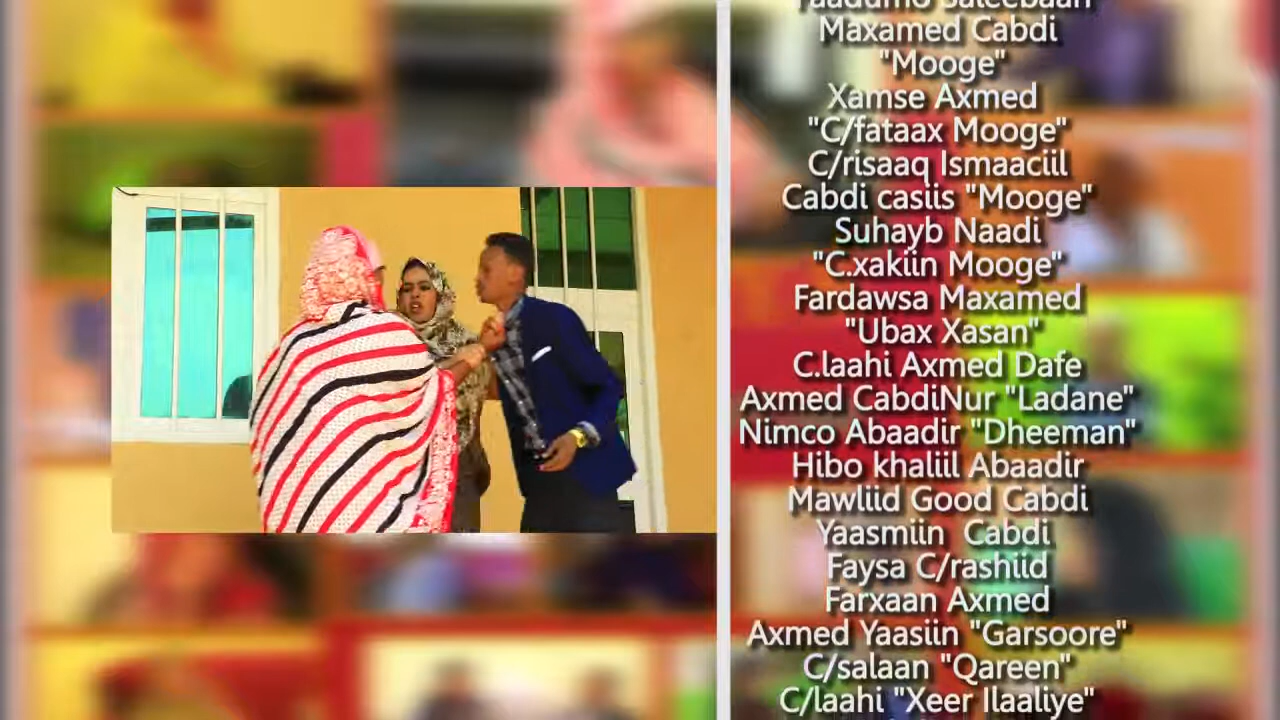 Saleebaan
Maxamed Cabdi
"Mooge"
Xamse Axmed
"C/fataax Mooge"
C/risaaq Ismaaciil
Cabdi casiis "Mooge"
Suhayb Naadi
"C.xakiin Mooge"
Fardawsa Maxamed
"Ubax Xasan"
C.laahi Axmed Dafe
Axmed CabdiNur "Ladane"
Nimco Abaadir "Dheeman"
Hibo khaliil Abaadir
Mawliid Good Cabdi
Yaasmiin  Cabdi
Faysa C/rashiid
Farxaan Axmed
Axmed Yaasiin "Garsoore"
C/salaan "Qareen"
C/laahi "Xeer Ilaaliye"